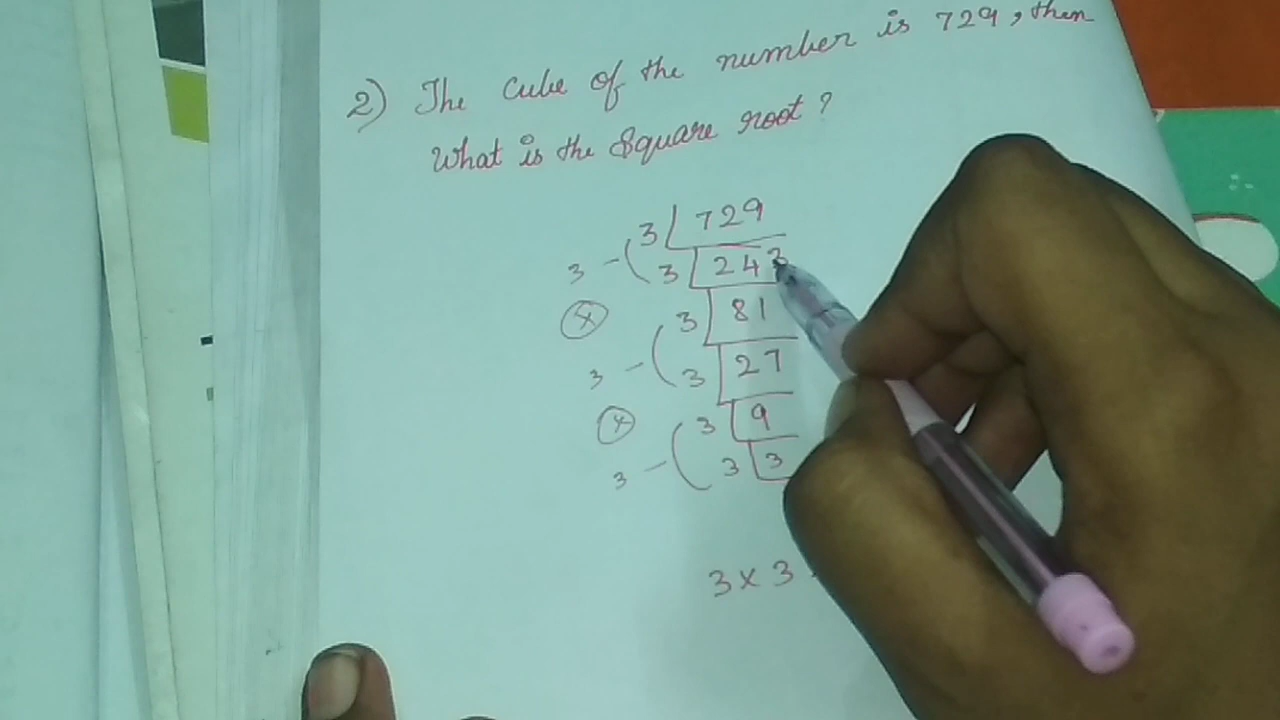 2) The cube of the number is 729, then
What is the Square root?
3 729
3 - ( 3 243
× 3 81
3 - ( 3 27
× 3 9
3 - ( 3 3
3 × 3